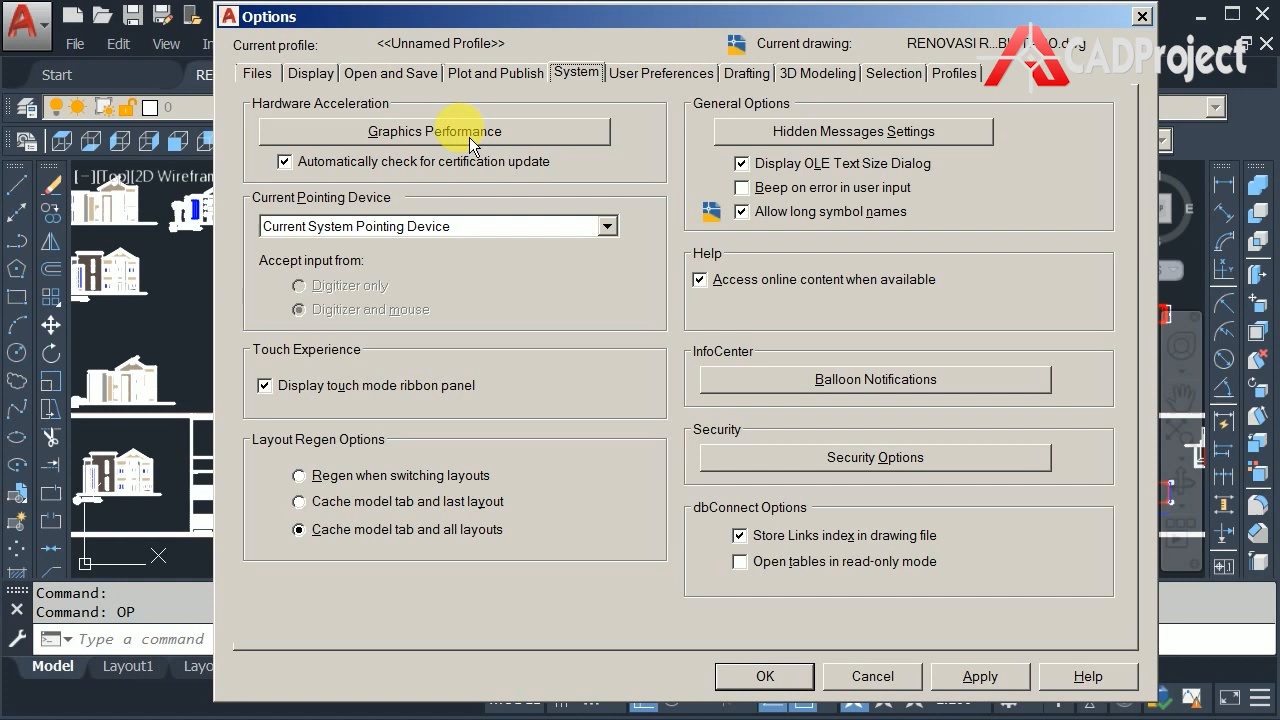 Options
File Edit View
Current profile: <<Unnamed Profile>> Current drawing: RENOVASI R...
ACADProject
Start
Files Display Open and Save Plot and Publish System User Preferences Drafting 3D Modeling Selection Profiles
0
[−][Top][2D Wirefram
Hardware Acceleration
Graphics Performance
Automatically check for certification update
Current Pointing Device
Current System Pointing Device
Accept input from:
Digitizer only
Digitizer and mouse
Touch Experience
Display touch mode ribbon panel
Layout Regen Options
Regen when switching layouts
Cache model tab and last layout
Cache model tab and all layouts
General Options
Hidden Messages Settings
Display OLE Text Size Dialog
Beep on error in user input
Allow long symbol names
Help
Access online content when available
InfoCenter
Balloon Notifications
Security
Security Options
dbConnect Options
Store Links index in drawing file
Open tables in read-only mode
E
Command:
Command: OP
Type a command
Model Layout1
OK Cancel Apply Help